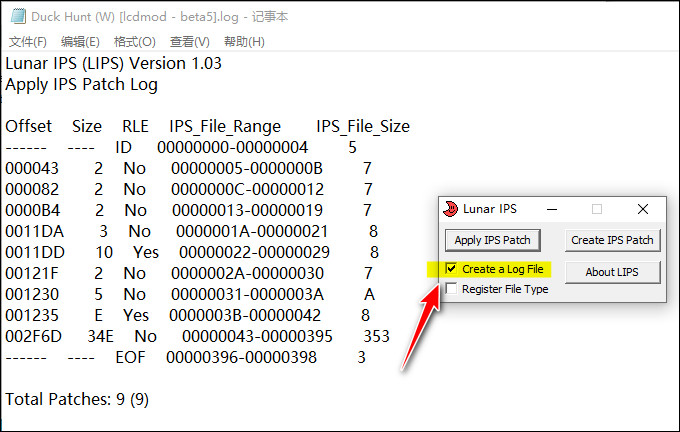 Duck Hunt (W) [lcdmod - beta5].log - 记事本
文件(F) 编辑(E) 格式(O) 查看(V) 帮助(H)
Lunar IPS (LIPS) Version 1.03
Apply IPS Patch Log
Offset Size RLE IPS_File_Range IPS_File_Size
------ ---- ID 00000000-00000004 5
000043 2 No 00000005-0000000B 7
000082 2 No 0000000C-00000012 7
0000B4 2 No 00000013-00000019 7
0011DA 3 No 0000001A-00000021 8
0011DD 10 Yes 00000022-00000029 8
00121F 2 No 0000002A-00000030 7
001230 5 No 00000031-0000003A A
001235 E Yes 0000003B-00000042 8
002F6D 34E No 00000043-00000395 353
------ ---- EOF 00000396-00000398 3
Total Patches: 9 (9)
Lunar IPS
Apply IPS Patch Create IPS Patch
Create a Log File About LIPS
Register File Type